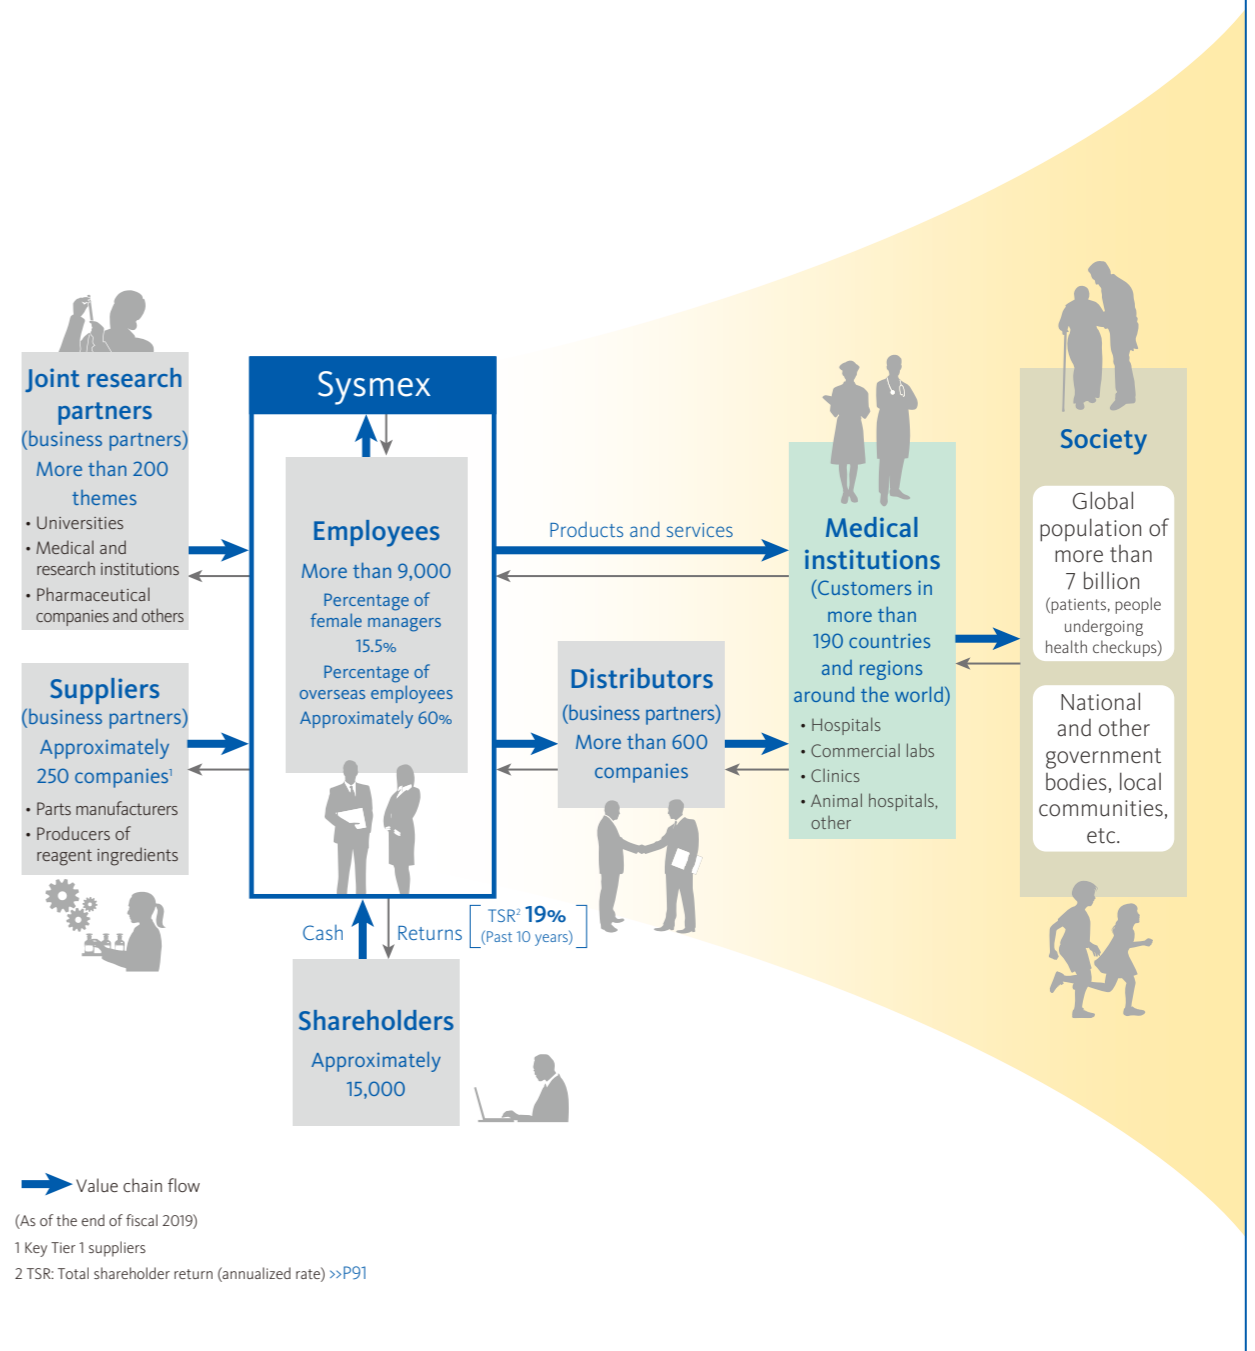 Joint research
partners
(business partners)
More than 200
themes
• Universities
• Medical and
research institutions
• Pharmaceutical
companies and others
Suppliers
(business partners)
Approximately
250 companies¹
• Parts manufacturers
• Producers of
reagent ingredients
Sysmex
Employees
More than 9,000
Percentage of
female managers
15.5%
Percentage of
overseas employees
Approximately 60%
Cash
Returns
TSR² 19%
(Past 10 years)
Shareholders
Approximately
15,000
Products and services
Distributors
(business partners)
More than 600
companies
Medical
institutions
(Customers in
more than
190 countries
and regions
around the world)
• Hospitals
• Commercial labs
• Clinics
• Animal hospitals,
other
Society
Global
population of
more than
7 billion
(patients, people
undergoing
health checkups)
National
and other
government
bodies, local
communities,
etc.
Value chain flow
(As of the end of fiscal 2019)
1 Key Tier 1 suppliers
2 TSR: Total shareholder return (annualized rate) >>P91